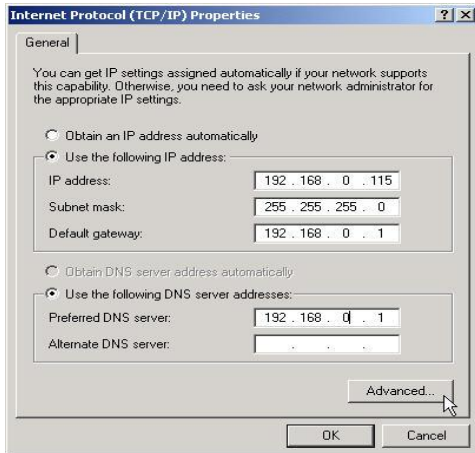 Internet Protocol (TCP/IP) Properties
General
You can get IP settings assigned automatically if your network supports
this capability. Otherwise, you need to ask your network administrator for
the appropriate IP settings.
Obtain an IP address automatically
Use the following IP address:
IP address: 192 . 168 . 0 . 115
Subnet mask: 255 . 255 . 255 . 0
Default gateway: 192 . 168 . 0 . 1
Obtain DNS server address automatically
Use the following DNS server addresses:
Preferred DNS server: 192 . 168 . 0 . 1
Alternate DNS server: . . .
Advanced...
OK Cancel